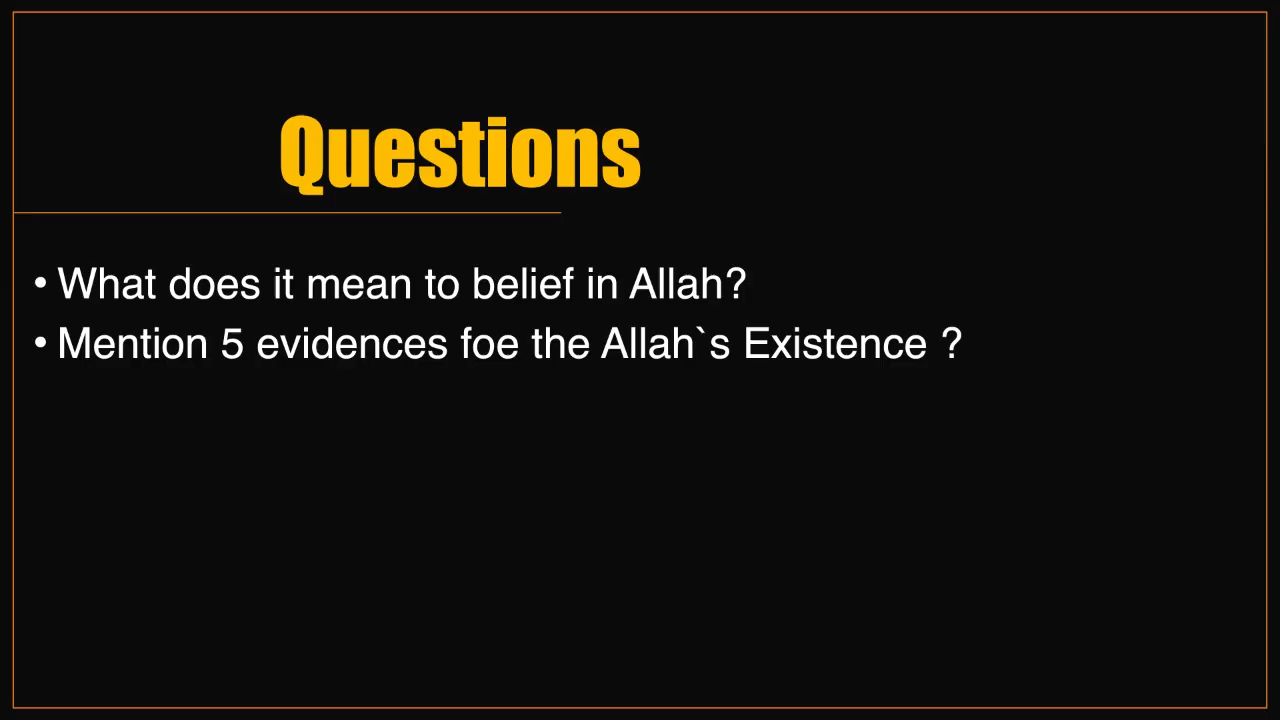 Questions
• What does it mean to belief in Allah?
• Mention 5 evidences foe the Allah`s Existence ?